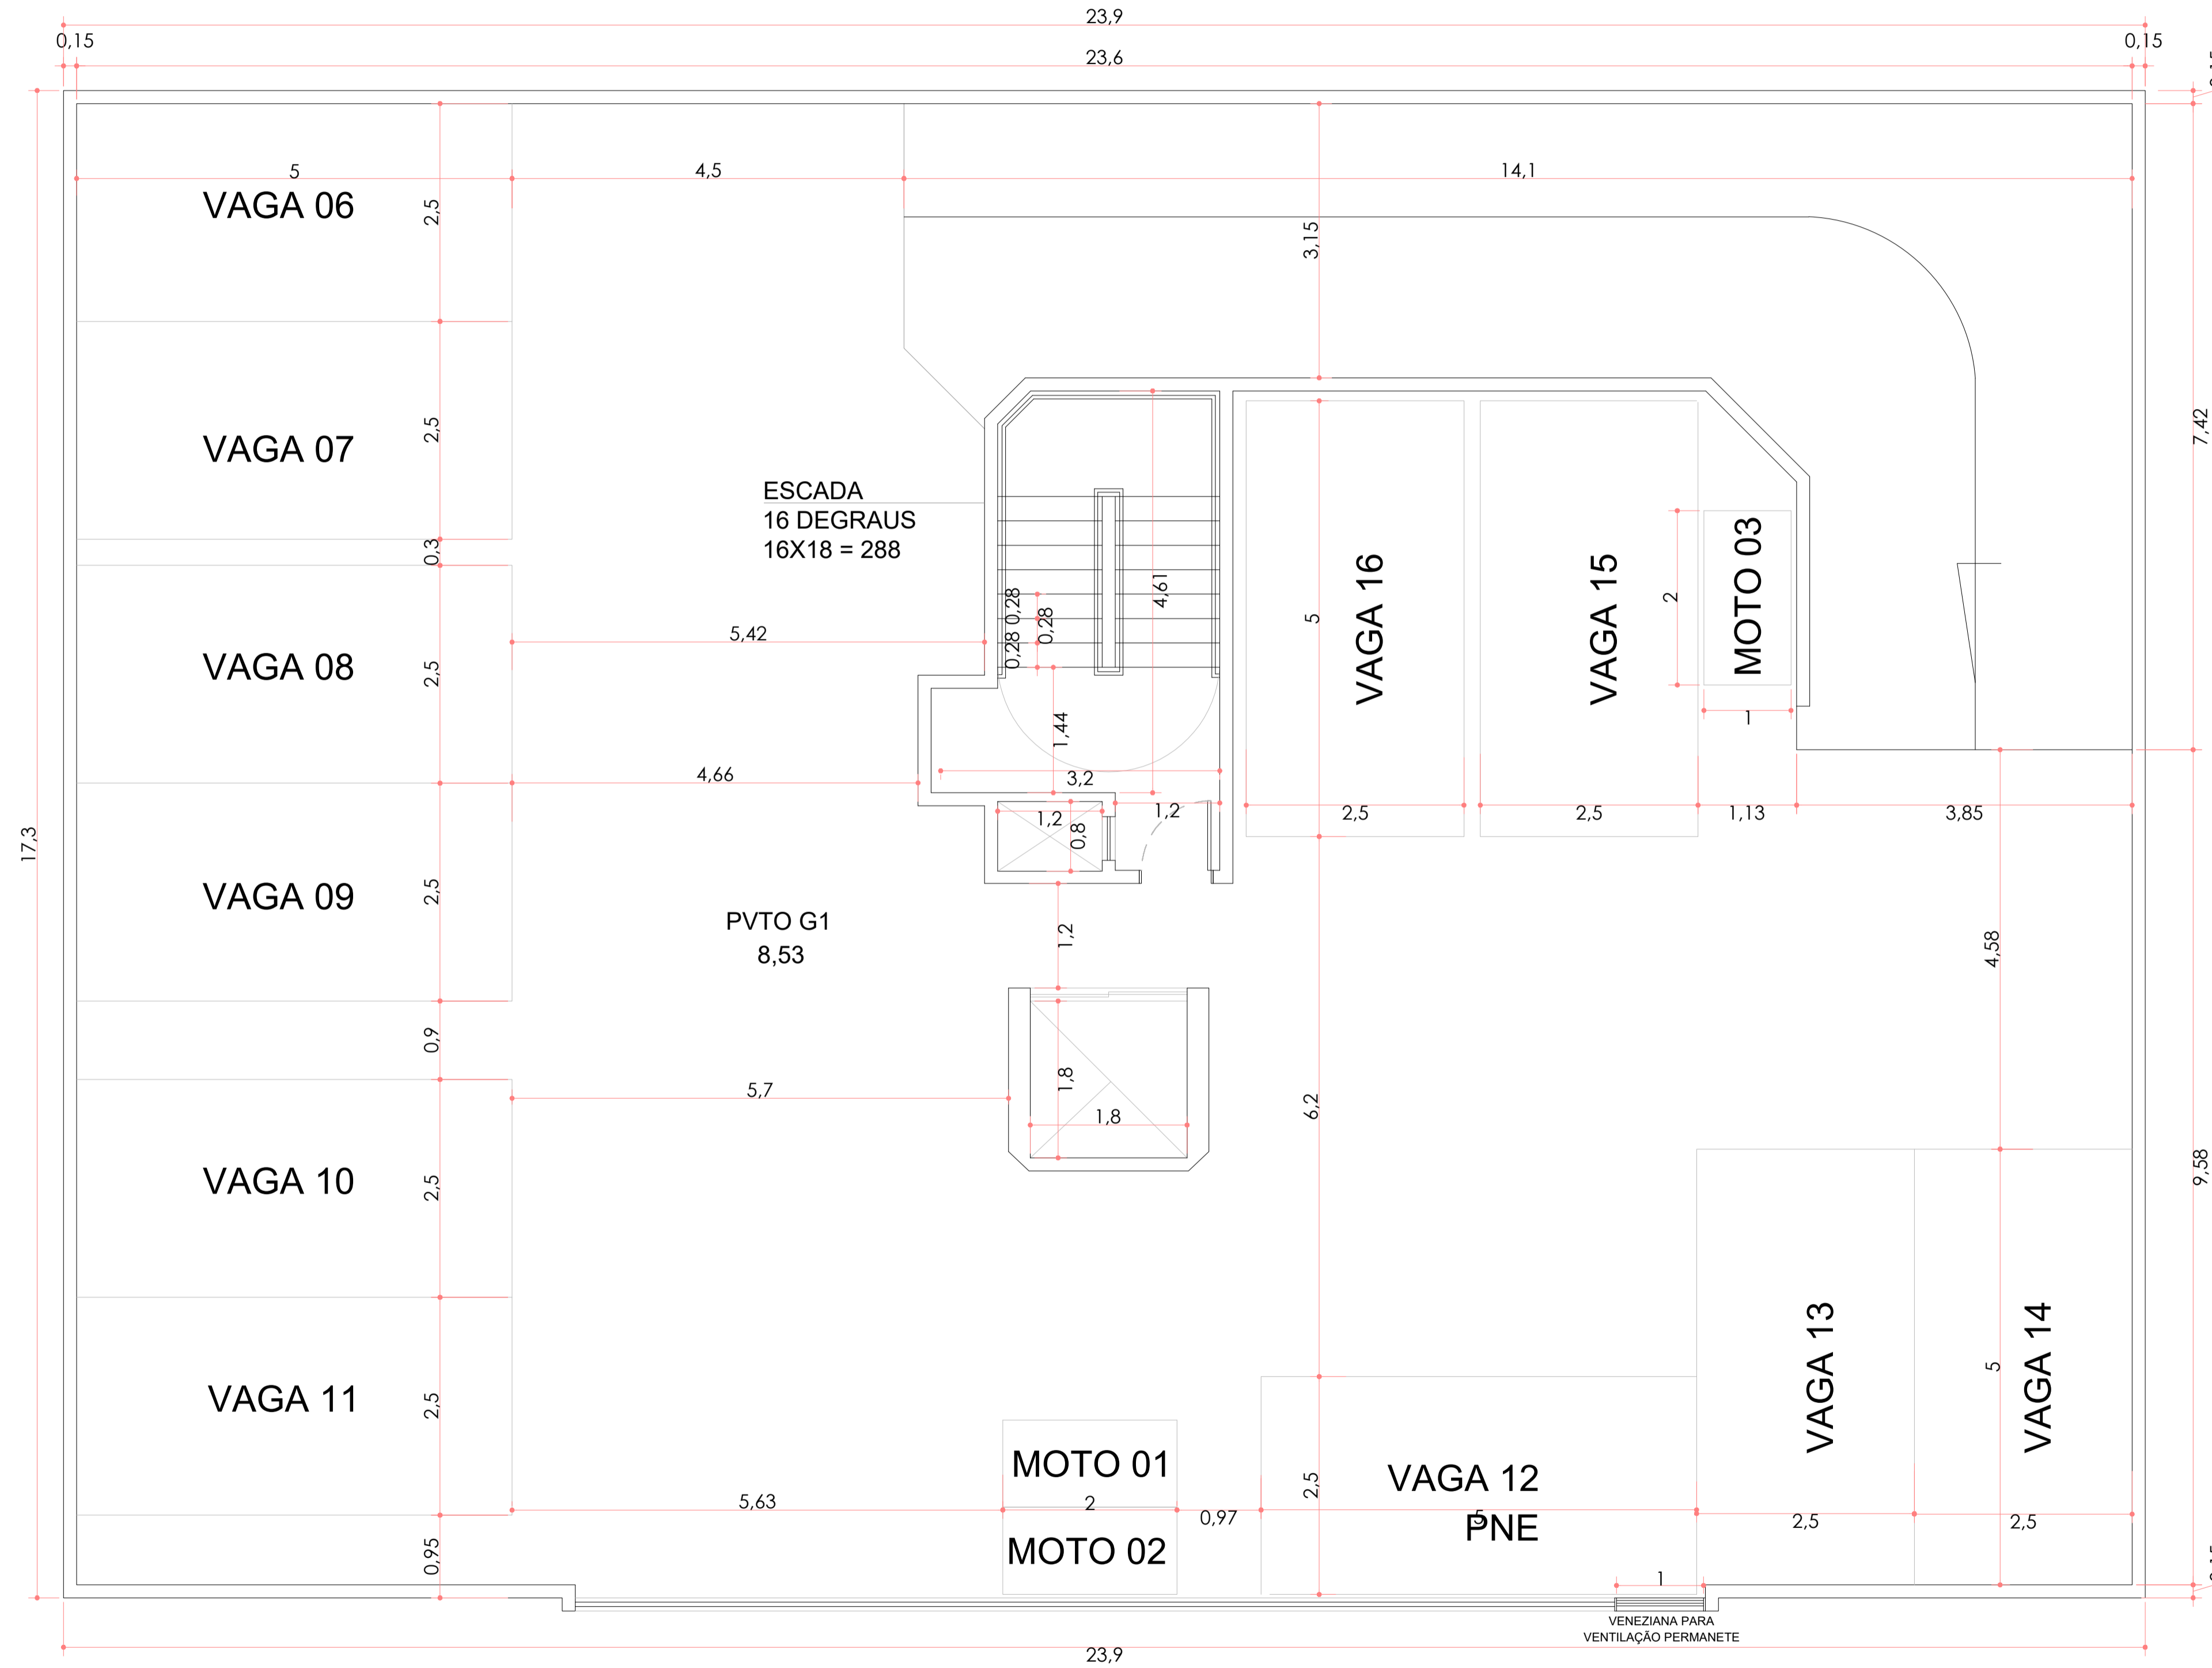 23,9
0,15
23,6
0,15
5
4,5
14,1
VAGA 06
2,5
3,15
7,42
VAGA 07
2,5
ESCADA
16 DEGRAUS
16X18 = 288
0,3
VAGA 08
2,5
5,42
0,28
0,28
0,28
4,61
5
VAGA 16
VAGA 15
2
MOTO 03
1
1,44
4,66
3,2
1,2
0,8
1,2
2,5
2,5
1,13
3,85
17,3
VAGA 09
2,5
PVTO G1
8,53
1,2
4,58
0,9
5,7
1,8
1,8
6,2
VAGA 10
2,5
9,58
VAGA 11
2,5
VAGA 13
VAGA 14
5
MOTO 01
VAGA 12
2,5
5,63
2
0,97
5
PNE
2,5
2,5
MOTO 02
0,95
1
VENEZIANA PARA
VENTILAÇÃO PERMANETE
23,9